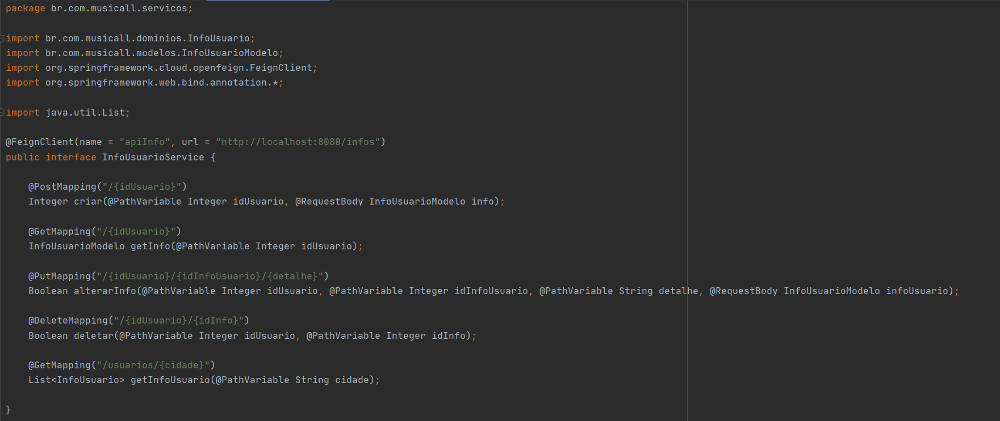 package br.com.musicall.servicos;
import br.com.musicall.dominios.InfoUsuario;
import br.com.musicall.modelos.InfoUsuarioModelo;
import org.springframework.cloud.openfeign.FeignClient;
import org.springframework.web.bind.annotation.*;
import java.util.List;
@FeignClient(name = "apiInfo", url = "http://localhost:8080/infos")
public interface InfoUsuarioService {
@PostMapping("/{idUsuario}")
Integer criar(@PathVariable Integer idUsuario, @RequestBody InfoUsuarioModelo info);
@GetMapping("/{idUsuario}")
InfoUsuarioModelo getInfo(@PathVariable Integer idUsuario);
@PutMapping("/{idUsuario}/{idInfoUsuario}/{detalhe}")
Boolean alterarInfo(@PathVariable Integer idUsuario, @PathVariable Integer idInfoUsuario, @PathVariable String detalhe, @RequestBody InfoUsuarioModelo infoUsuario);
@DeleteMapping("/{idUsuario}/{idInfo}")
Boolean deletar(@PathVariable Integer idUsuario, @PathVariable Integer idInfo);
@GetMapping("/usuarios/{cidade}")
List<InfoUsuario> getInfoUsuario(@PathVariable String cidade);
}